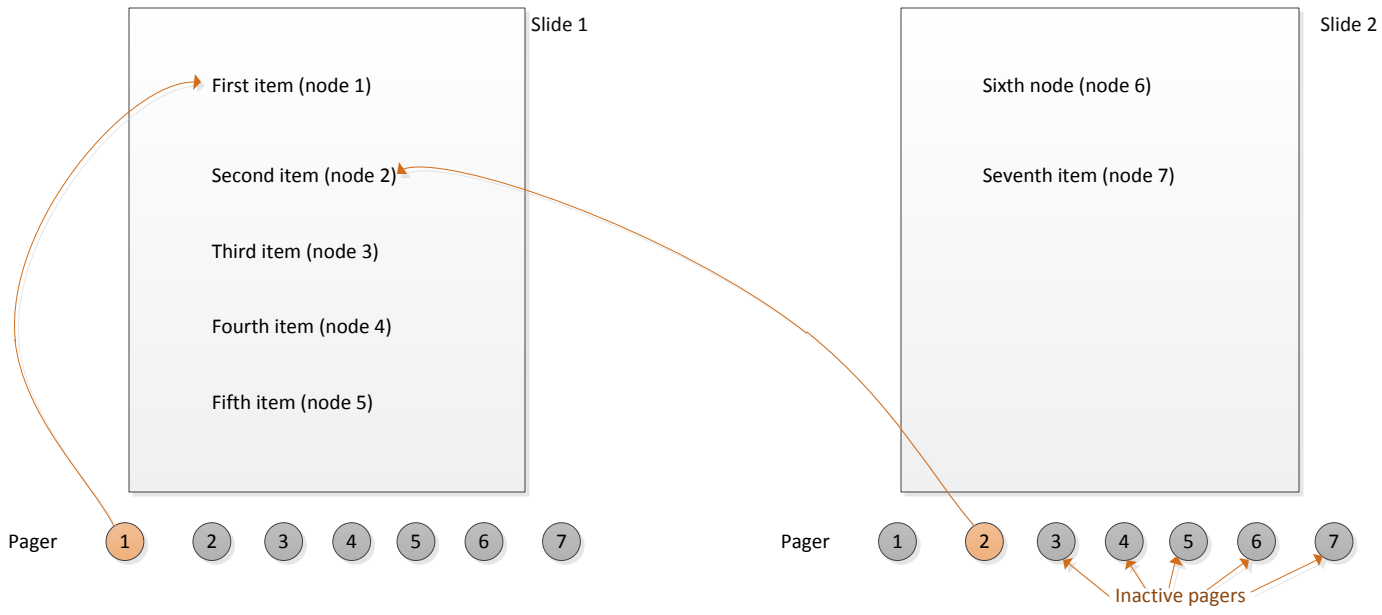 Slide 1
First item (node 1)
Second item (node 2)
Third item (node 3)
Fourth item (node 4)
Fifth item (node 5)
Pager 1 2 3 4 5 6 7
Slide 2
Sixth node (node 6)
Seventh item (node 7)
Pager 1 2 3 4 5 6 7
Inactive pagers